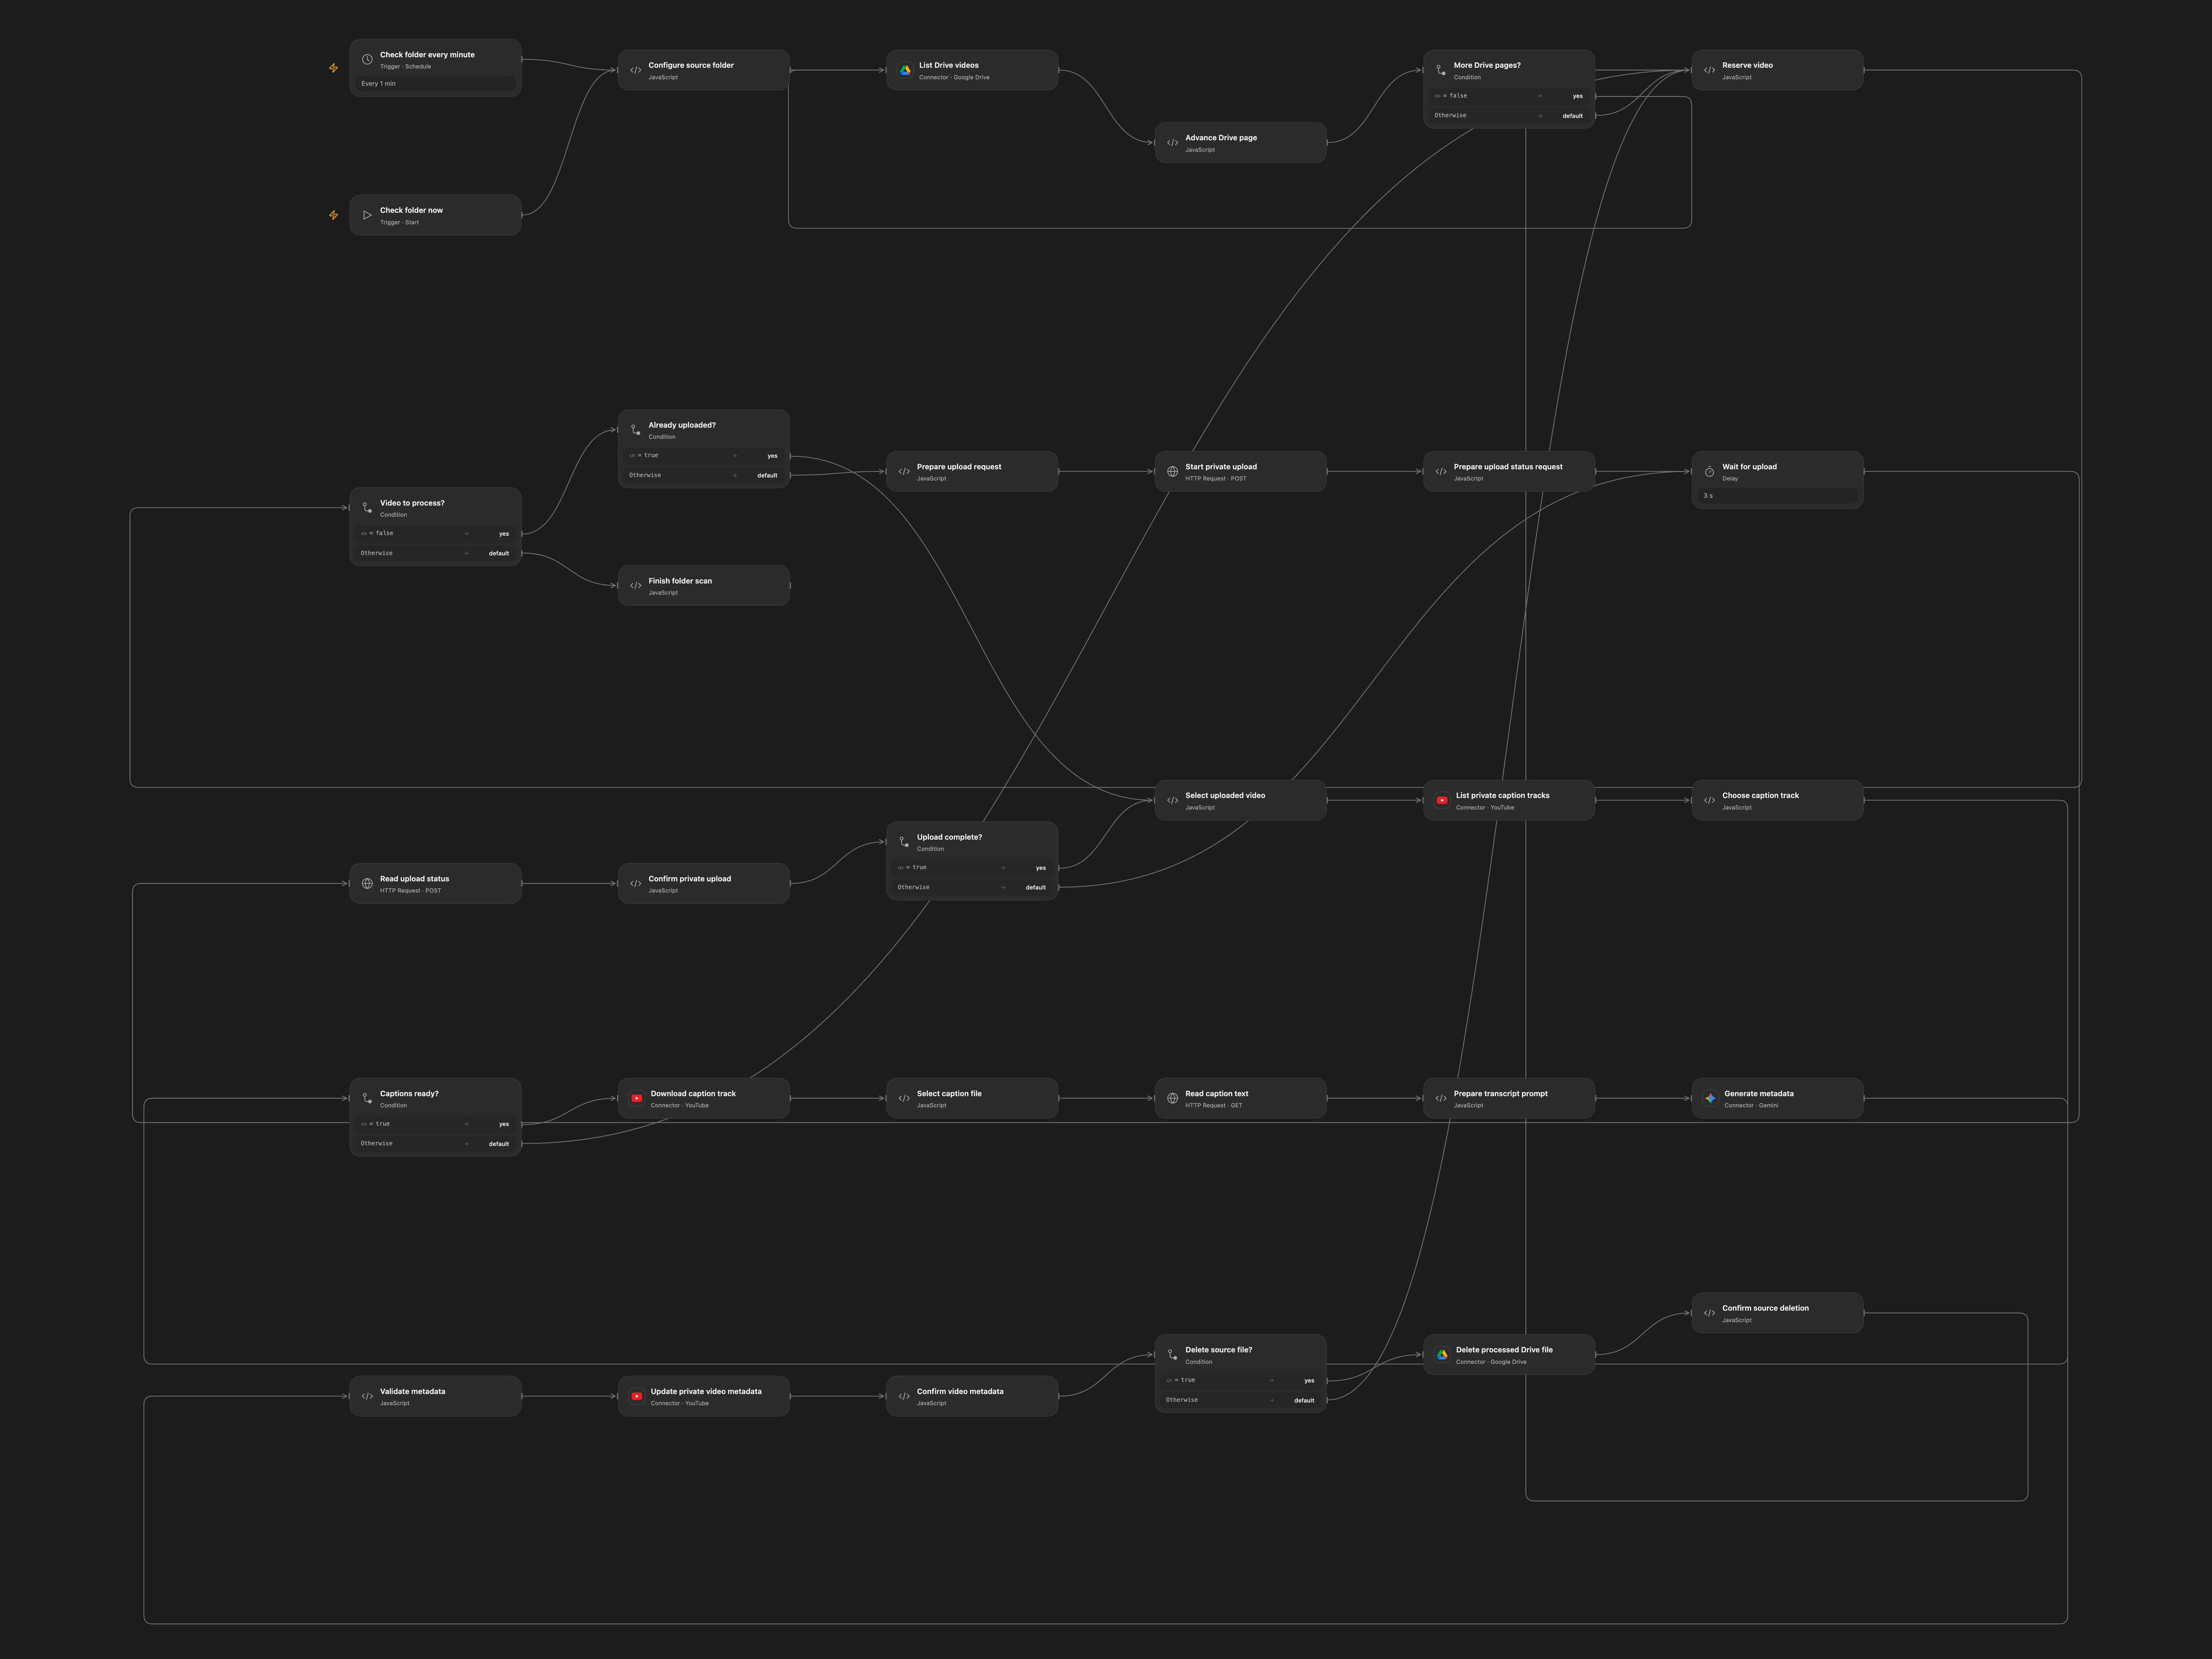 Check folder every minute
Trigger · Schedule
Every 1 min
Configure source folder
JavaScript
List Drive videos
Connector · Google Drive
More Drive pages?
Condition
</> = false → yes
Otherwise → default
Reserve video
JavaScript
Advance Drive page
JavaScript
Check folder now
Trigger · Start
Already uploaded?
Condition
</> = true → yes
Otherwise → default
Prepare upload request
JavaScript
Start private upload
HTTP Request · POST
Prepare upload status request
JavaScript
Wait for upload
Delay
3 s
Video to process?
Condition
</> = false → yes
Otherwise → default
Finish folder scan
JavaScript
Select uploaded video
JavaScript
List private caption tracks
Connector · YouTube
Choose caption track
JavaScript
Upload complete?
Condition
</> = true → yes
Otherwise → default
Read upload status
HTTP Request · POST
Confirm private upload
JavaScript
Captions ready?
Condition
</> = true → yes
Otherwise → default
Download caption track
Connector · YouTube
Select caption file
JavaScript
Read caption text
HTTP Request · GET
Prepare transcript prompt
JavaScript
Generate metadata
Connector · Gemini
Confirm source deletion
JavaScript
Delete source file?
Condition
</> = true → yes
Otherwise → default
Delete processed Drive file
Connector · Google Drive
Validate metadata
JavaScript
Update private video metadata
Connector · YouTube
Confirm video metadata
JavaScript